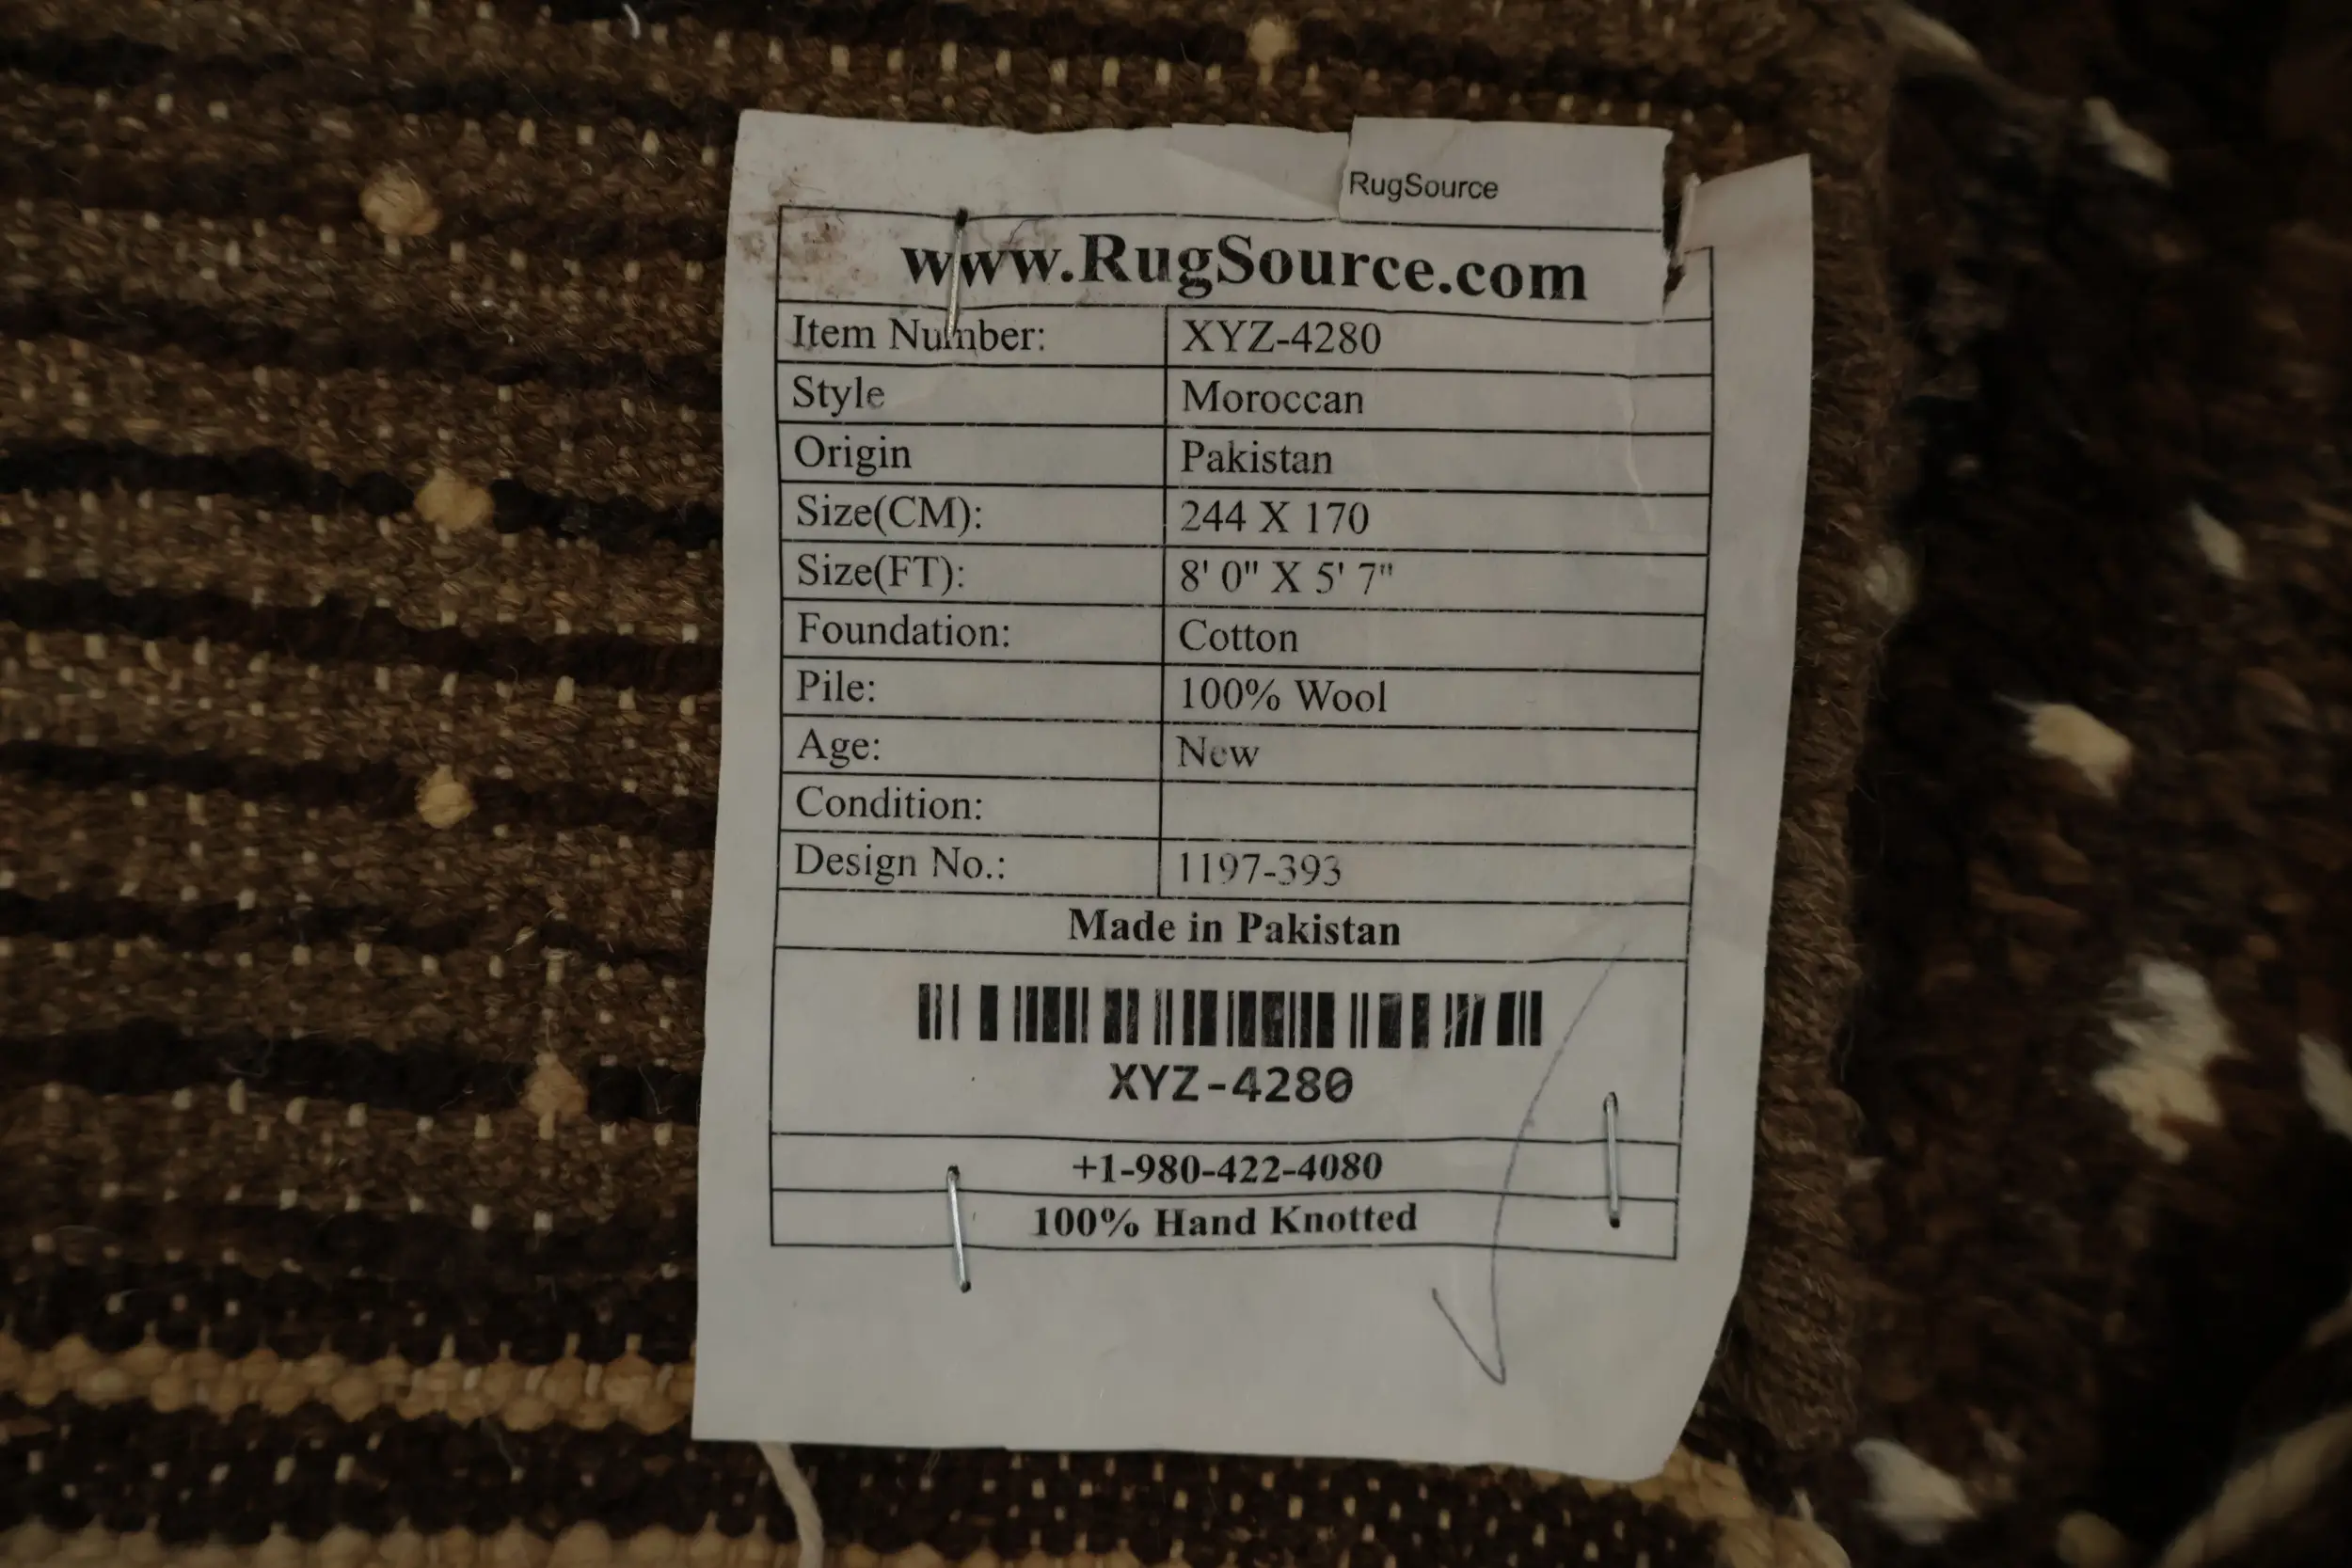 RugSource
www.RugSource.com
Item Number: XYZ-4280
Style Moroccan
Origin Pakistan
Size(CM): 244 X 170
Size(FT): 8' 0" X 5' 7"
Foundation: Cotton
Pile: 100% Wool
Age: New
Condition:
Design No.: 1197-393
Made in Pakistan
XYZ-4280
+1-980-422-4080
100% Hand Knotted